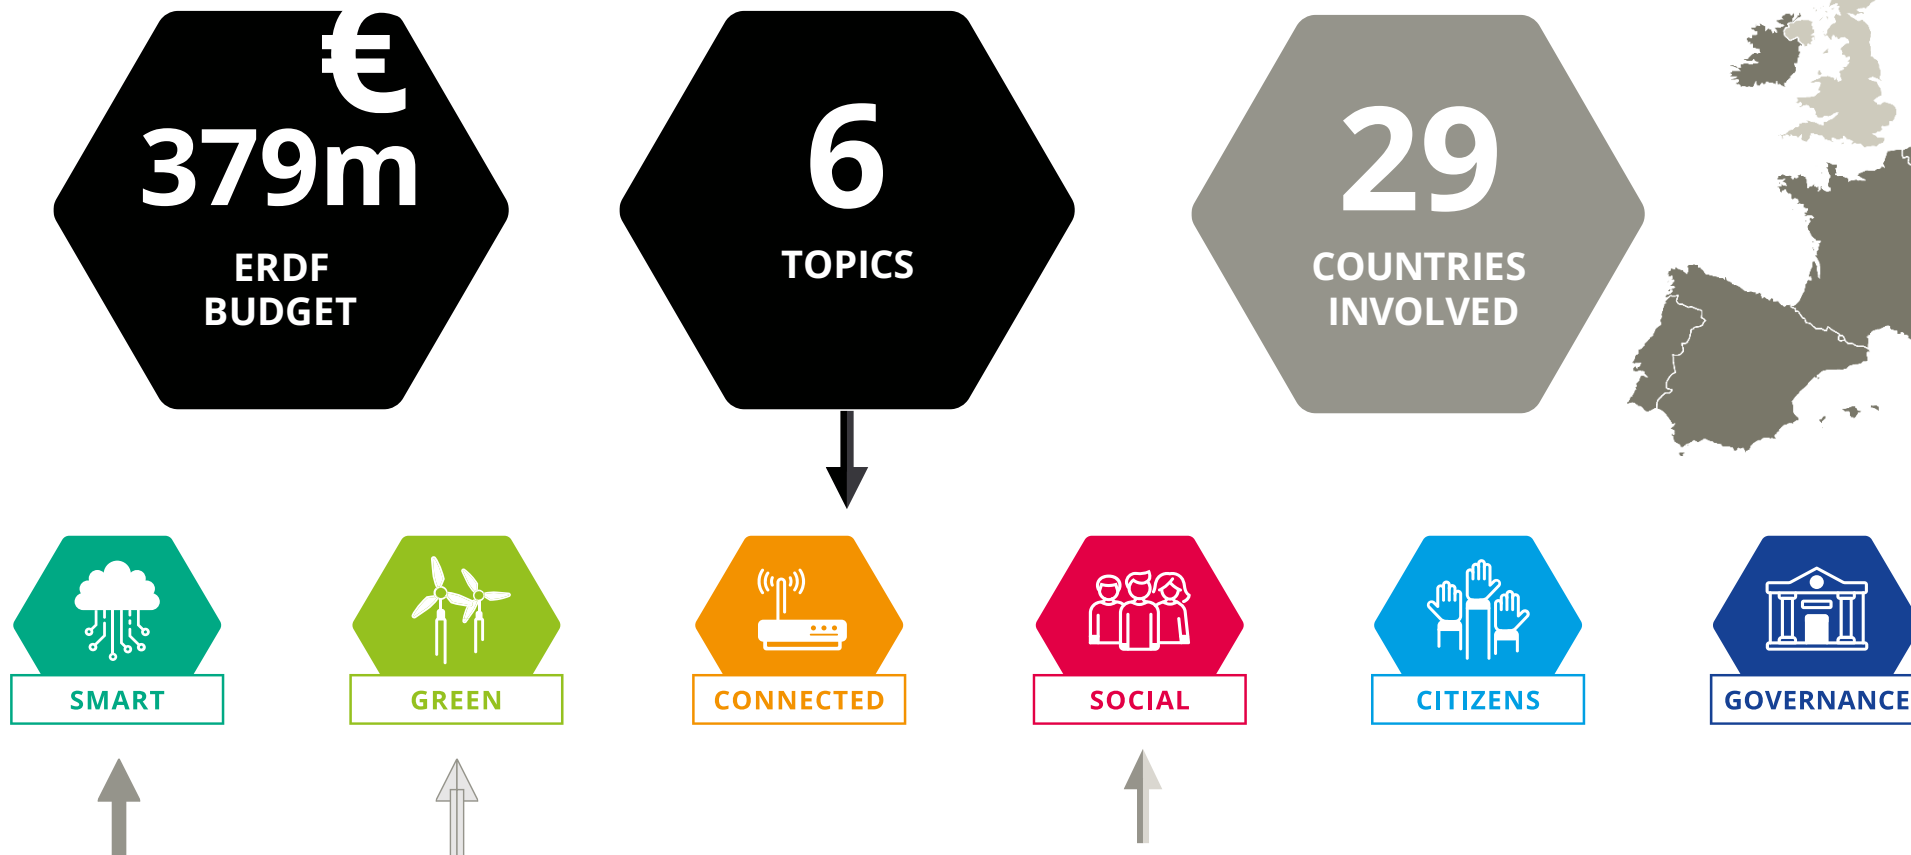 €
379m
ERDF
BUDGET
6
TOPICS
29
COUNTRIES
INVOLVED
SMART
GREEN
CONNECTED
SOCIAL
CITIZENS
GOVERNANCE